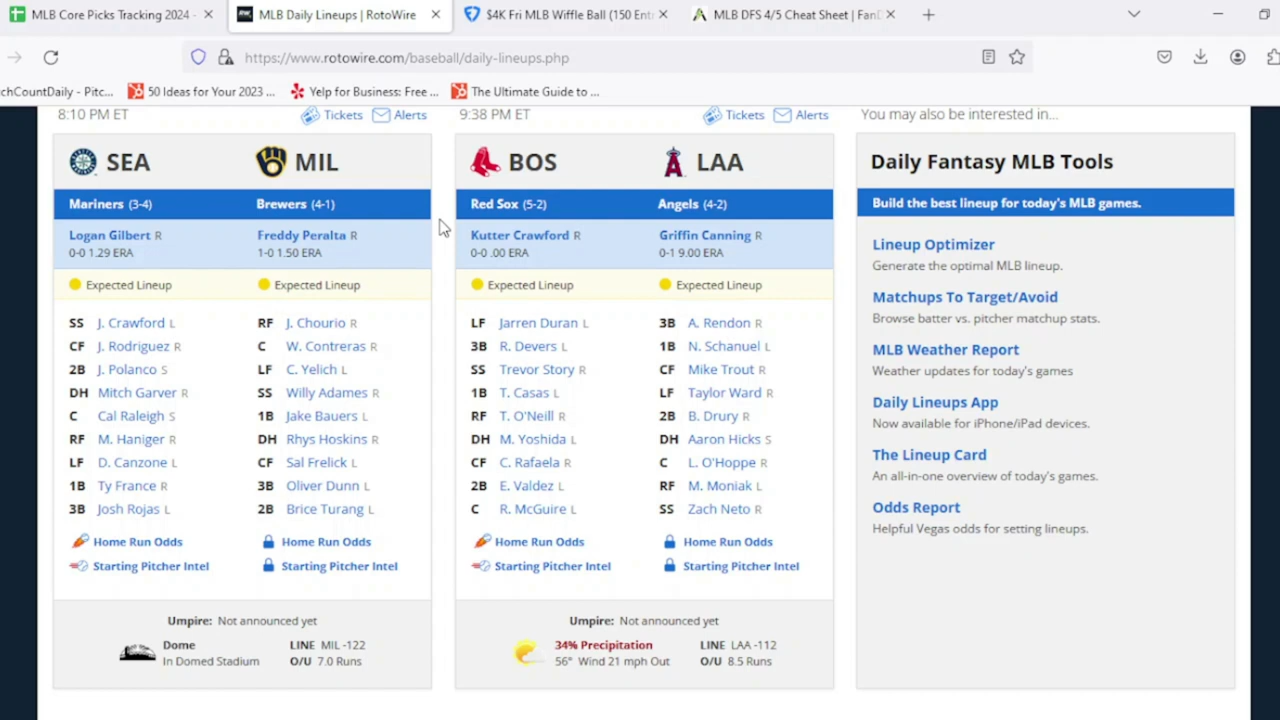 MLB Core Picks Tracking 2024 -
MLB Daily Lineups | RotoWire
$4K Fri MLB Wiffle Ball (150 Entr
MLB DFS 4/5 Cheat Sheet | FanD
https://www.rotowire.com/baseball/daily-lineups.php
chCountDaily - Pitc...
50 Ideas for Your 2023 ...
Yelp for Business: Free ...
The Ultimate Guide to ...
8:10 PM ET
Tickets
Alerts
SEA
MIL
Mariners (3-4)
Brewers (4-1)
Logan Gilbert R
Freddy Peralta R
0-0 1.29 ERA
1-0 1.50 ERA
Expected Lineup
Expected Lineup
SS J. Crawford L
RF J. Chourio R
CF J. Rodriguez R
C W. Contreras R
2B J. Polanco S
LF C. Yelich L
DH Mitch Garver R
SS Willy Adames R
C Cal Raleigh S
1B Jake Bauers L
RF M. Haniger R
DH Rhys Hoskins R
LF D. Canzone L
CF Sal Frelick L
1B Ty France R
3B Oliver Dunn L
3B Josh Rojas L
2B Brice Turang L
Home Run Odds
Home Run Odds
Starting Pitcher Intel
Starting Pitcher Intel
Umpire: Not announced yet
Dome
In Domed Stadium
LINE MIL -122
O/U 7.0 Runs
9:38 PM ET
Tickets
Alerts
BOS
LAA
Red Sox (5-2)
Angels (4-2)
Kutter Crawford R
Griffin Canning R
0-0 .00 ERA
0-1 9.00 ERA
Expected Lineup
Expected Lineup
LF Jarren Duran L
3B A. Rendon R
3B R. Devers L
1B N. Schanuel L
SS Trevor Story R
CF Mike Trout R
1B T. Casas L
LF Taylor Ward R
RF T. O'Neill R
2B B. Drury R
DH M. Yoshida L
DH Aaron Hicks S
CF C. Rafaela R
C L. O'Hoppe R
2B E. Valdez L
RF M. Moniak L
C R. McGuire L
SS Zach Neto R
Home Run Odds
Home Run Odds
Starting Pitcher Intel
Starting Pitcher Intel
Umpire: Not announced yet
34% Precipitation
56° Wind 21 mph Out
LINE LAA -112
O/U 8.5 Runs
You may also be interested in...
Daily Fantasy MLB Tools
Build the best lineup for today's MLB games.
Lineup Optimizer
Generate the optimal MLB lineup.
Matchups To Target/Avoid
Browse batter vs. pitcher matchup stats.
MLB Weather Report
Weather updates for today's games
Daily Lineups App
Now available for iPhone/iPad devices.
The Lineup Card
An all-in-one overview of today's games.
Odds Report
Helpful Vegas odds for setting lineups.